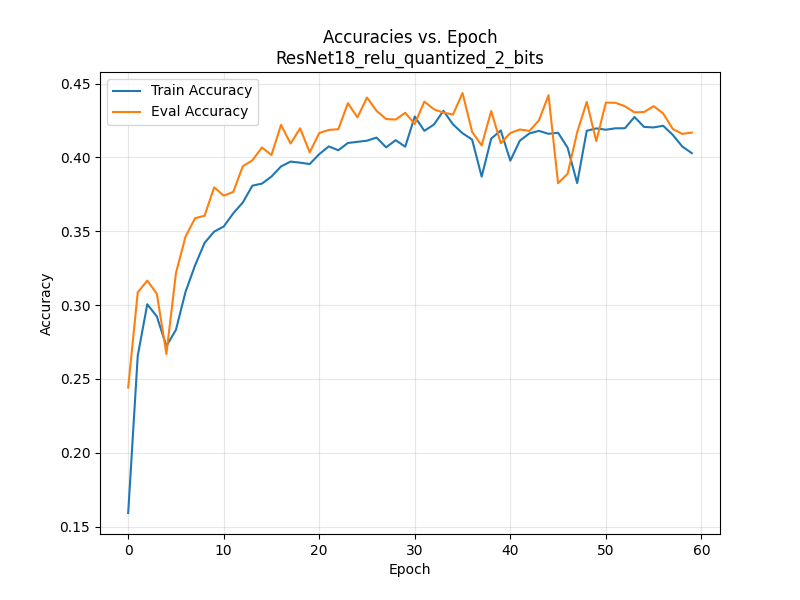 Accuracies vs. Epoch
ResNet18_relu_quantized_2_bits
Train Accuracy
Eval Accuracy
0.45
0.40
0.35
0.30
0.25
0.20
0.15
Accuracy
0 10 20 30 40 50 60
Epoch